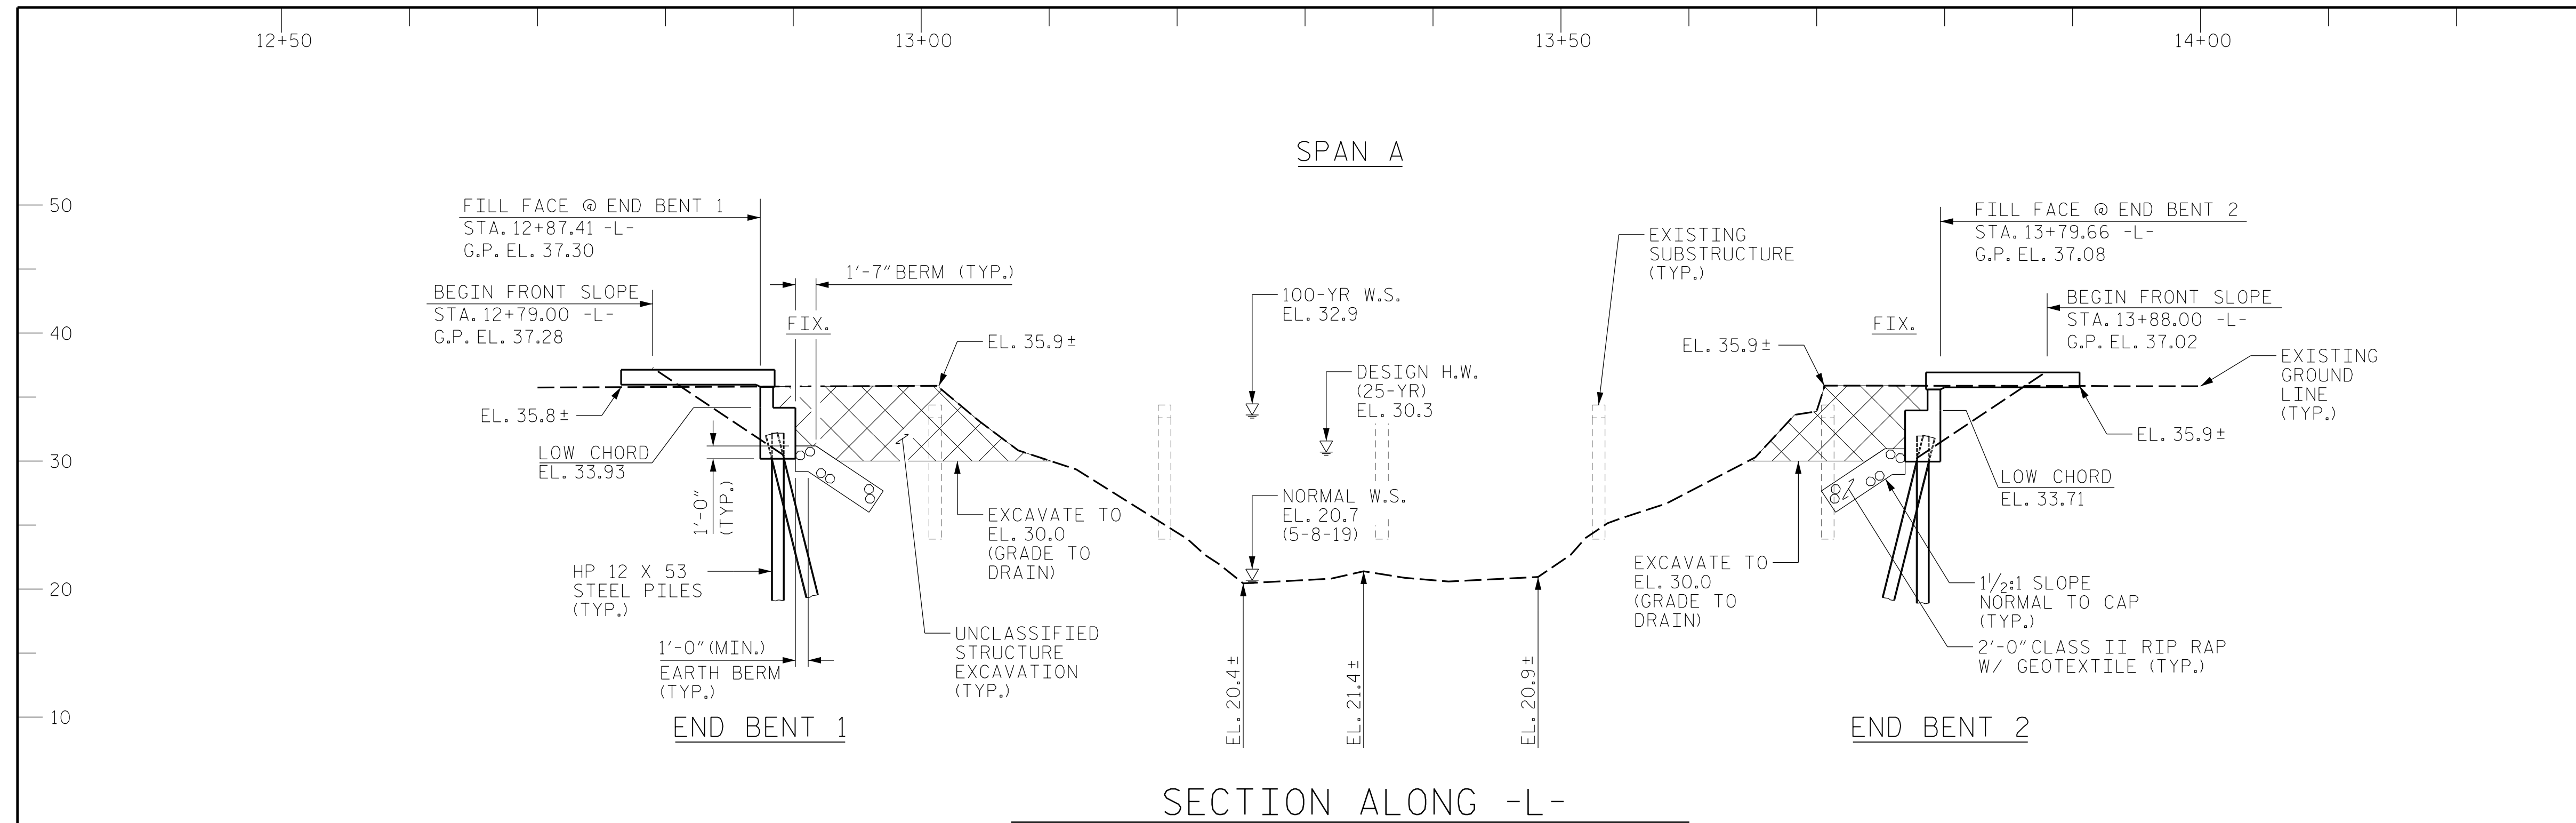 12+50
13+00
13+50
14+00
SPAN A
50
40
30
20
10
FILL FACE @ END BENT 1
STA. 12+87.41 -L-
G.P. EL. 37.30
BEGIN FRONT SLOPE
STA. 12+79.00 -L-
G.P. EL. 37.28
1'-7" BERM (TYP.)
FIX.
EL. 35.9±
EL. 35.8±
LOW CHORD
EL. 33.93
1'-0"
(TYP.)
HP 12 X 53
STEEL PILES
(TYP.)
1'-0" (MIN.)
EARTH BERM
(TYP.)
END BENT 1
EXCAVATE TO
EL. 30.0
(GRADE TO
DRAIN)
UNCLASSIFIED
STRUCTURE
EXCAVATION
(TYP.)
100-YR W.S.
EL. 32.9
DESIGN H.W.
(25-YR)
EL. 30.3
NORMAL W.S.
EL. 20.7
(5-8-19)
EL. 20.4±
EL. 21.4±
EL. 20.9±
EXISTING
SUBSTRUCTURE
(TYP.)
EL. 35.9±
FIX.
FILL FACE @ END BENT 2
STA. 13+79.66 -L-
G.P. EL. 37.08
BEGIN FRONT SLOPE
STA. 13+88.00 -L-
G.P. EL. 37.02
EXISTING
GROUND
LINE
(TYP.)
EL. 35.9±
LOW CHORD
EL. 33.71
EXCAVATE TO
EL. 30.0
(GRADE TO
DRAIN)
1 1/2:1 SLOPE
NORMAL TO CAP
(TYP.)
2'-0" CLASS II RIP RAP
W/ GEOTEXTILE (TYP.)
END BENT 2
SECTION ALONG -L-